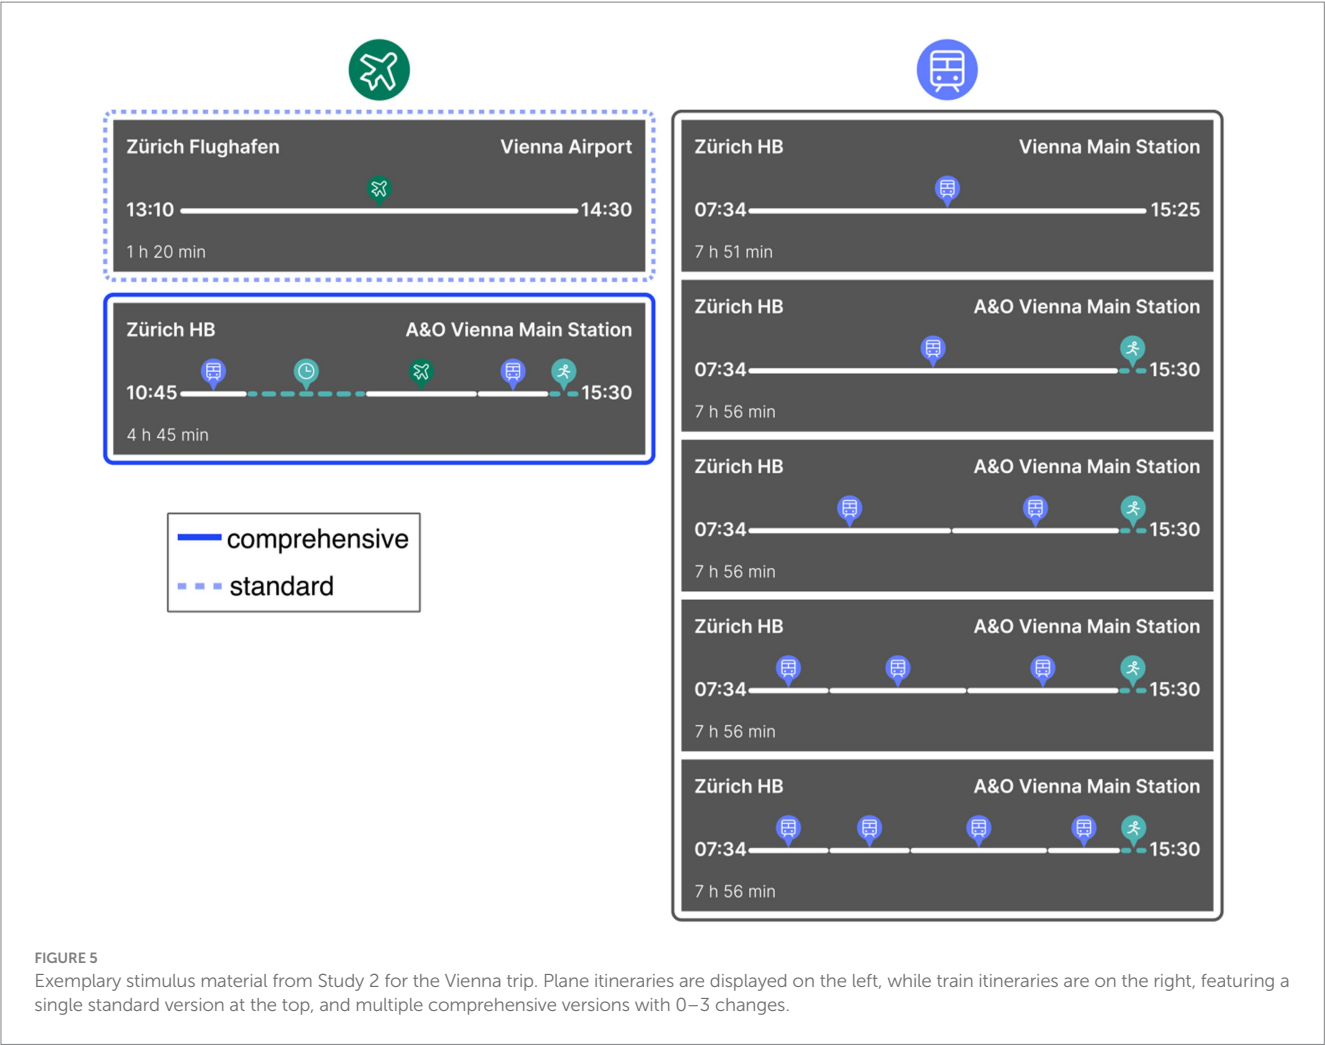 Zürich Flughafen Vienna Airport
13:10 14:30
1 h 20 min
Zürich HB A&O Vienna Main Station
10:45 15:30
4 h 45 min
comprehensive
standard
Zürich HB Vienna Main Station
07:34 15:25
7 h 51 min
Zürich HB A&O Vienna Main Station
07:34 15:30
7 h 56 min
Zürich HB A&O Vienna Main Station
07:34 15:30
7 h 56 min
Zürich HB A&O Vienna Main Station
07:34 15:30
7 h 56 min
Zürich HB A&O Vienna Main Station
07:34 15:30
7 h 56 min
FIGURE 5
Exemplary stimulus material from Study 2 for the Vienna trip. Plane itineraries are displayed on the left, while train itineraries are on the right, featuring a
single standard version at the top, and multiple comprehensive versions with 0–3 changes.